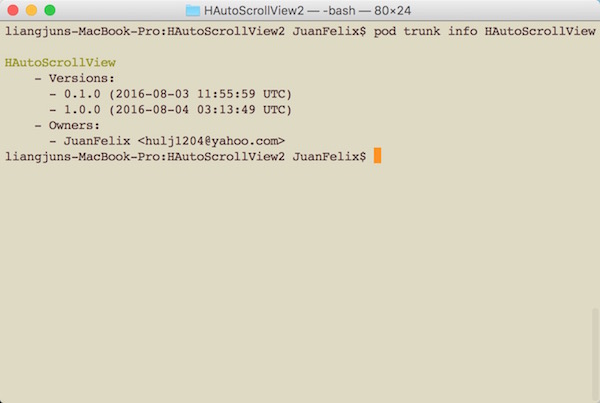 HAutoScrollView2 — -bash — 80×24
liangjuns-MacBook-Pro:HAutoScrollView2 JuanFelix$ pod trunk info HAutoScrollView
HAutoScrollView
- Versions:
- 0.1.0 (2016-08-03 11:55:59 UTC)
- 1.0.0 (2016-08-04 03:13:49 UTC)
- Owners:
- JuanFelix <hulj1204@yahoo.com>
liangjuns-MacBook-Pro:HAutoScrollView2 JuanFelix$